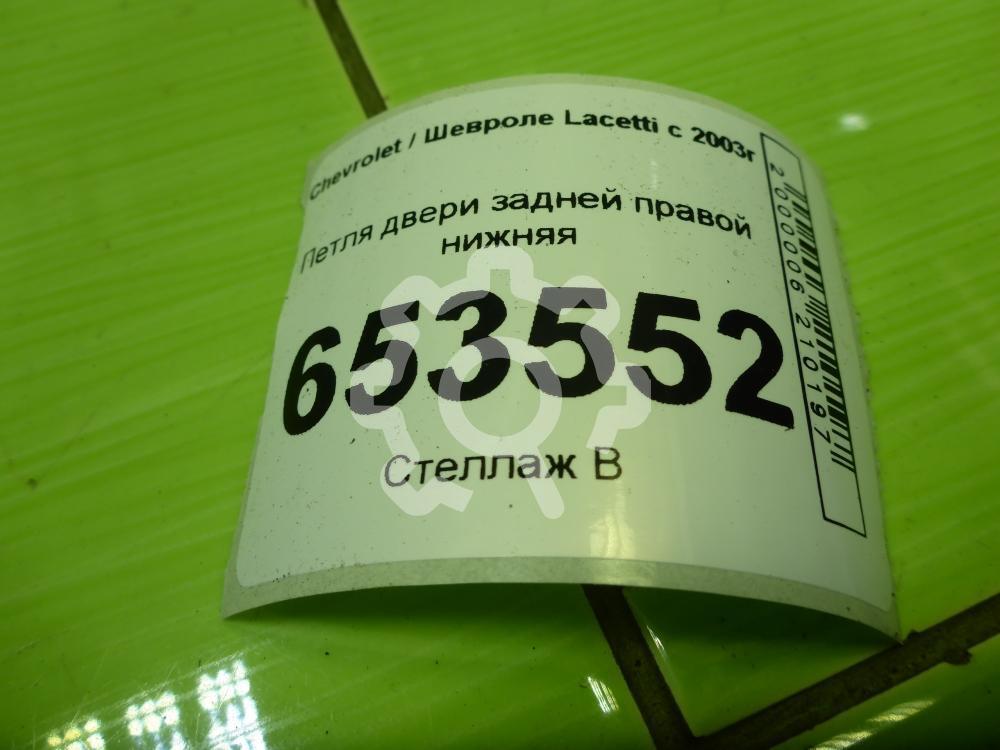 Chevrolet / Шевроле Lacetti с 2003г
Петля двери задней правой
нижняя
653552
Стеллаж В
2000006210197